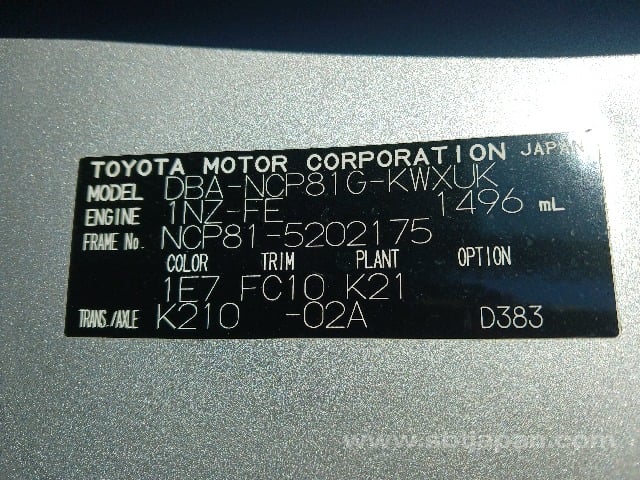 TOYOTA MOTOR CORPORATION JAPAN
MODEL DBA-NCP81G-KWXUK
ENGINE 1NZ-FE 1496 mL
FRAME No. NCP81-5202175
COLOR TRIM PLANT OPTION
1E7 FC10 K21
TRANS./AXLE K210 -02A D383
www.sbtjapan.com